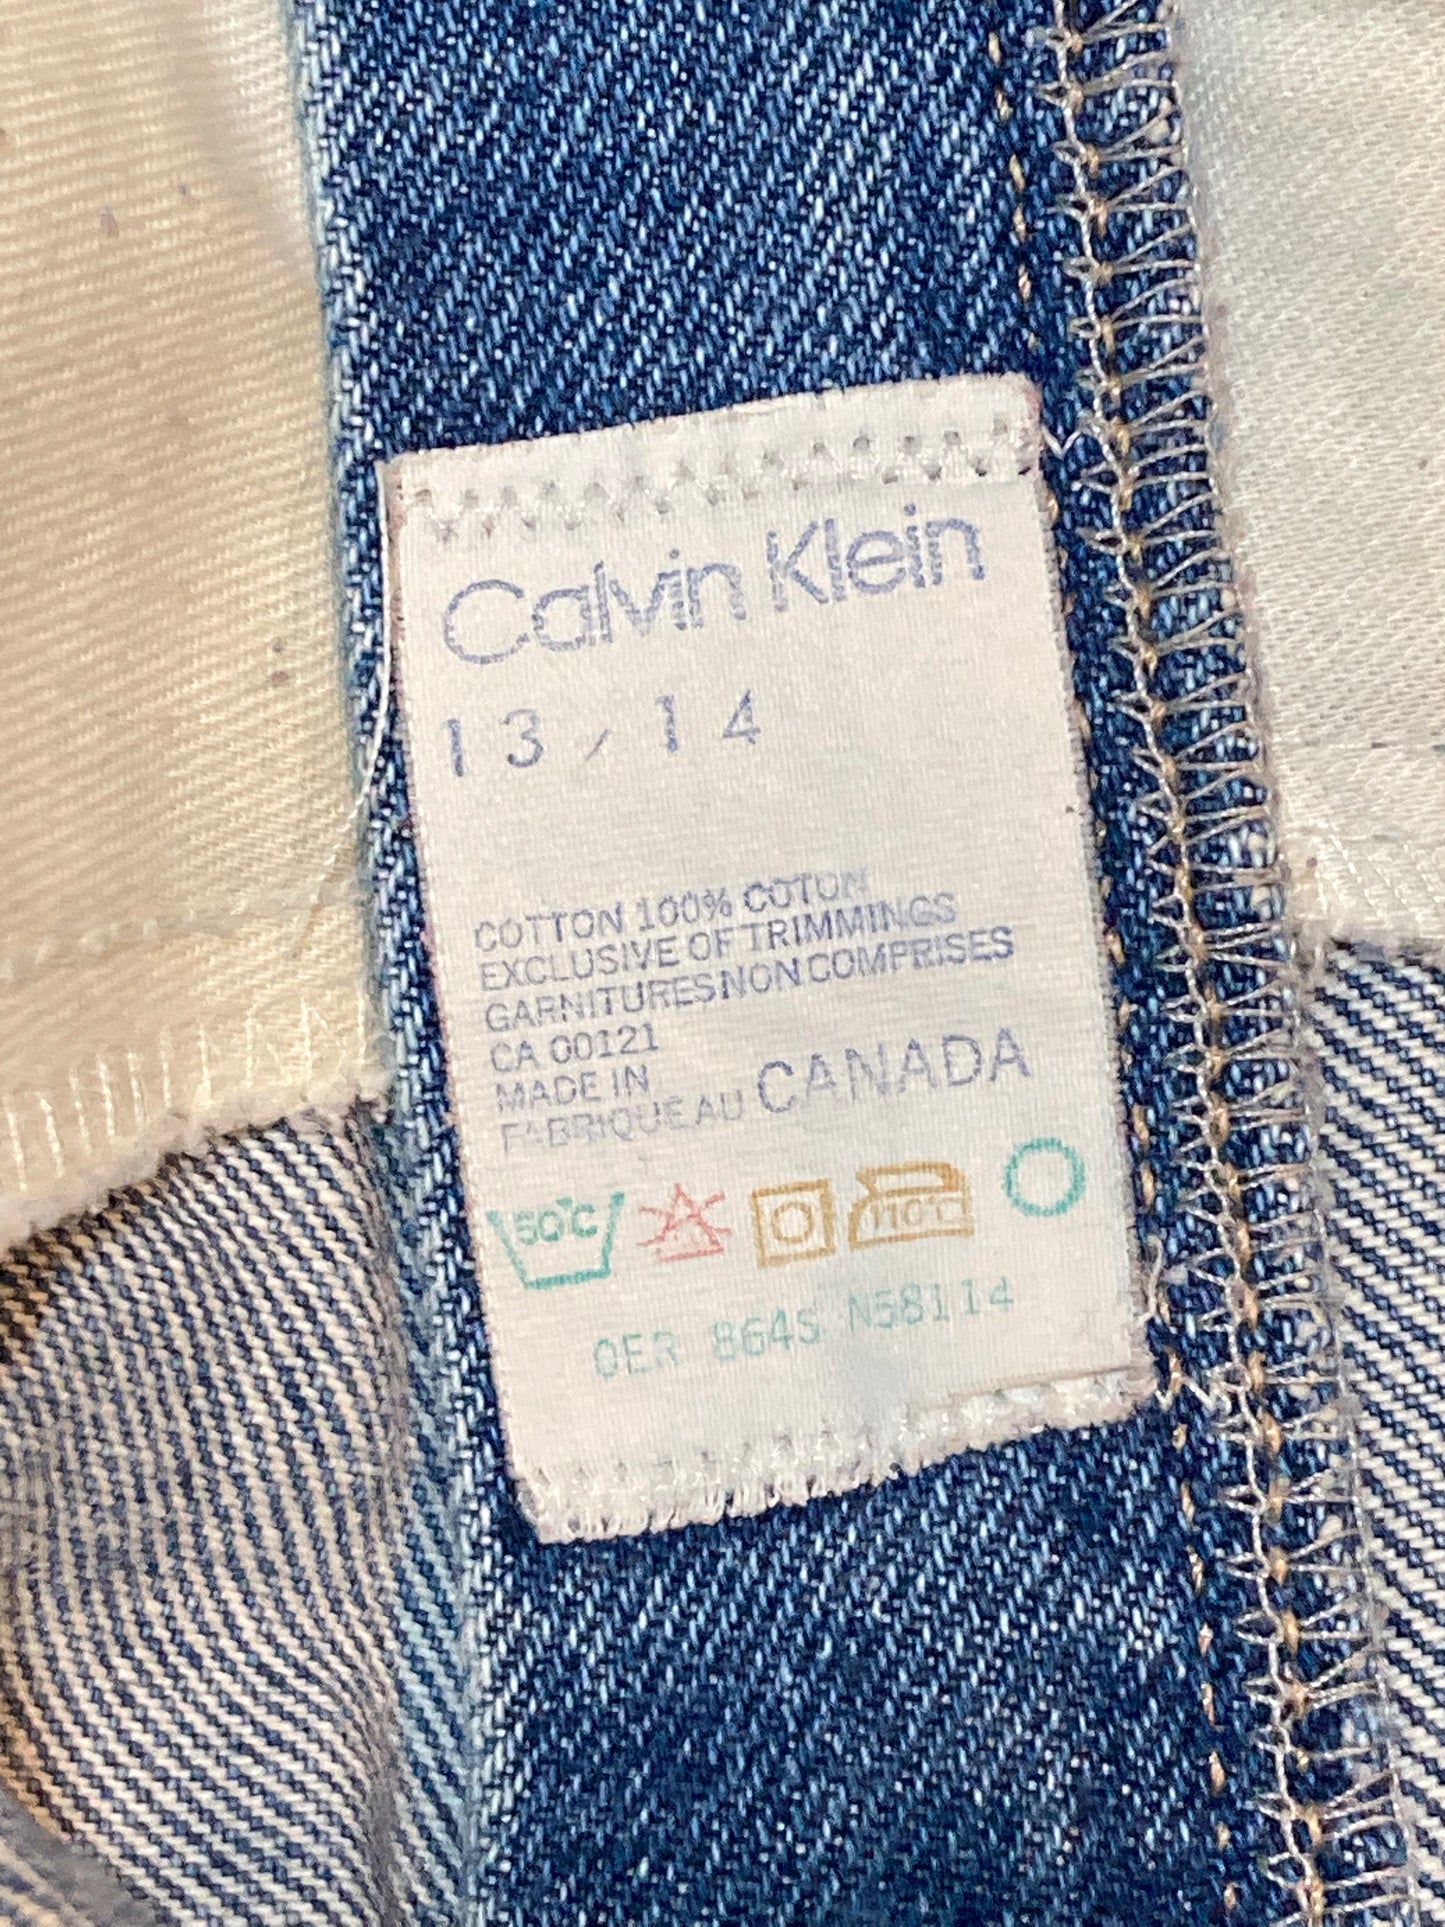 Calvin Klein
13/14
COTTON 100% COTON
EXCLUSIVE OF TRIMMINGS
GARNITURES NON COMPRISES
CA 00121
MADE IN
FABRIQUE AU CANADA
50°C 110°C
OER 864S N58114